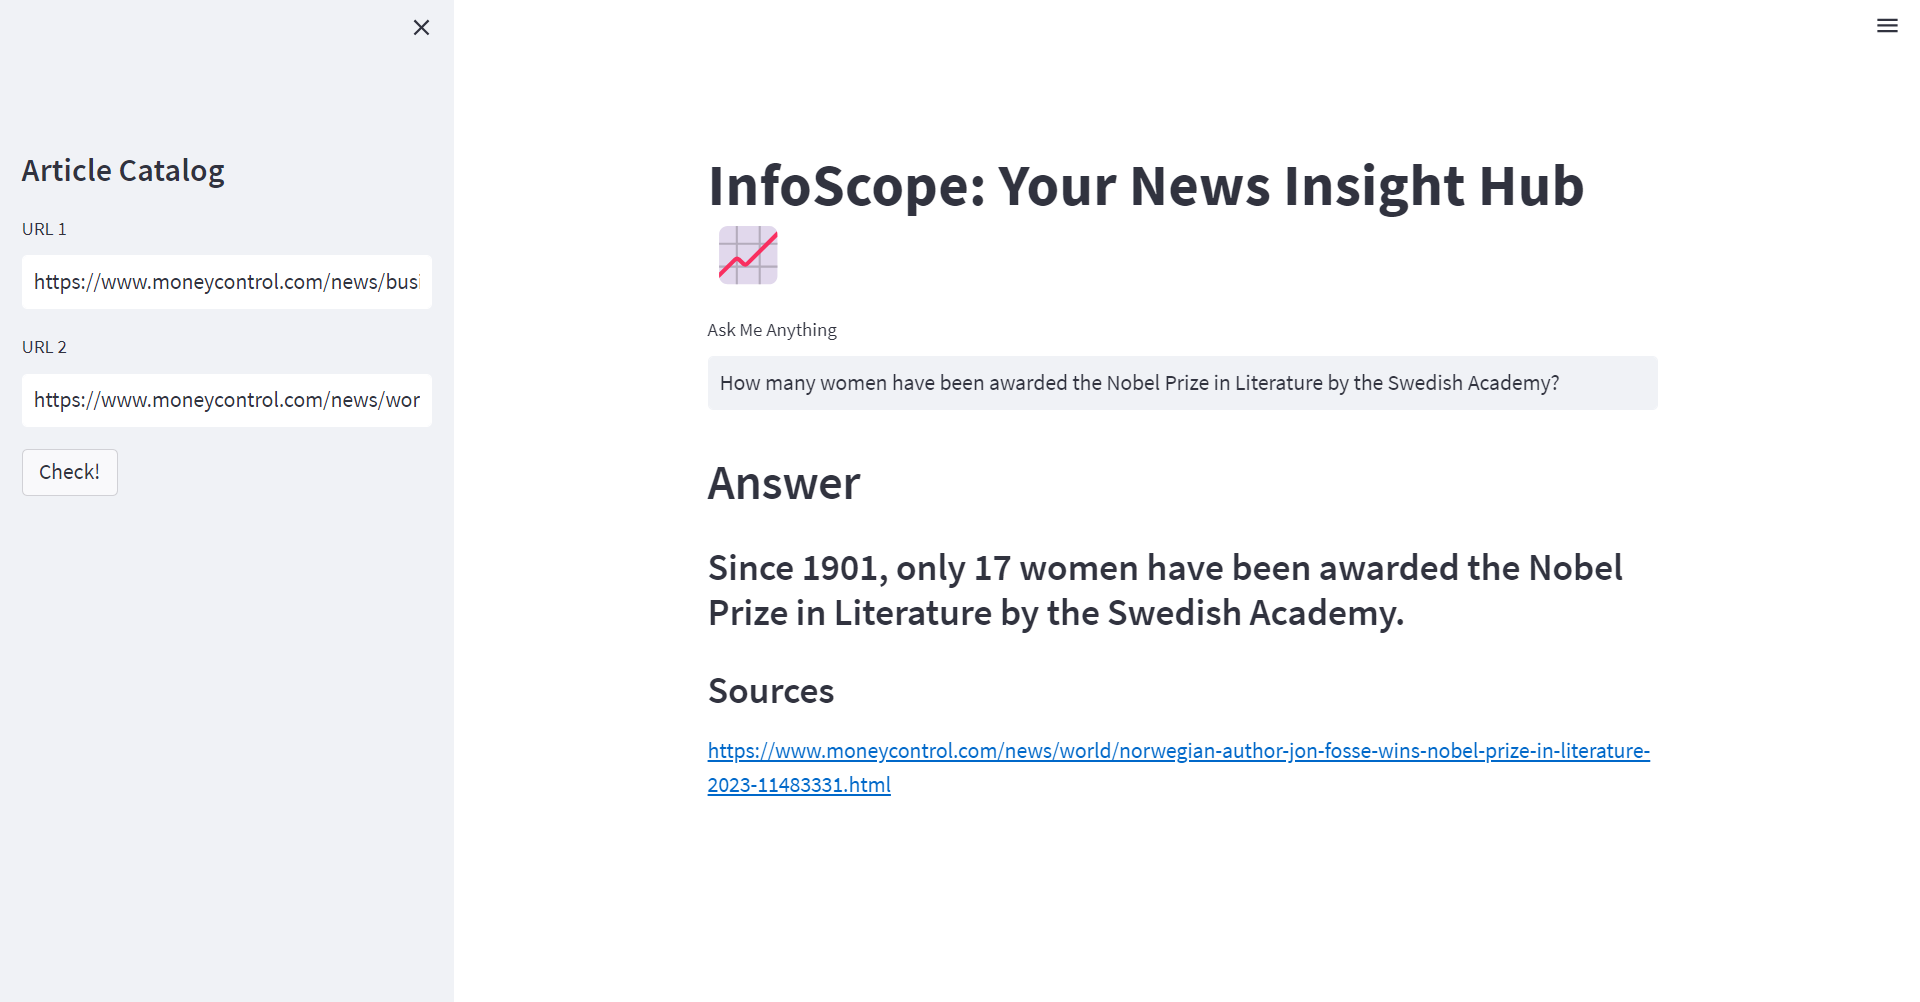 Article Catalog
URL 1
https://www.moneycontrol.com/news/busi
URL 2
https://www.moneycontrol.com/news/wor
Check!
InfoScope: Your News Insight Hub
Ask Me Anything
How many women have been awarded the Nobel Prize in Literature by the Swedish Academy?
Answer
Since 1901, only 17 women have been awarded the Nobel
Prize in Literature by the Swedish Academy.
Sources
https://www.moneycontrol.com/news/world/norwegian-author-jon-fosse-wins-nobel-prize-in-literature-
2023-11483331.html